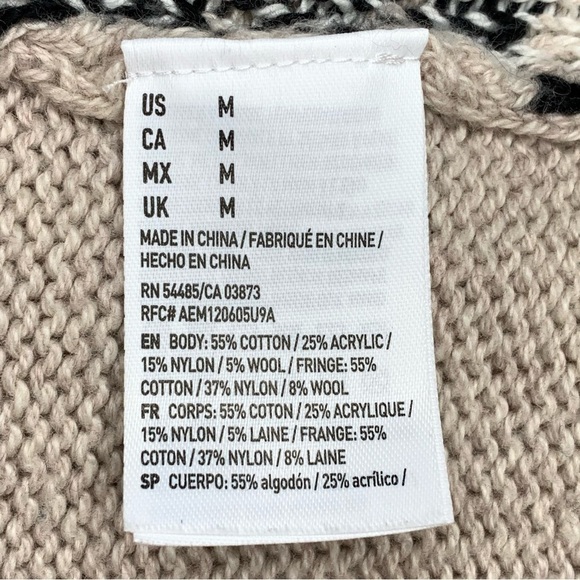 US M
CA M
MX M
UK M
MADE IN CHINA / FABRIQUÉ EN CHINE /
HECHO EN CHINA
RN 54485/CA 03873
RFC# AEM120605U9A
EN BODY: 55% COTTON / 25% ACRYLIC /
15% NYLON / 5% WOOL / FRINGE: 55%
COTTON / 37% NYLON / 8% WOOL
FR CORPS: 55% COTON / 25% ACRYLIQUE /
15% NYLON / 5% LAINE / FRANGE: 55%
COTON / 37% NYLON / 8% LAINE
SP CUERPO: 55% algodón / 25% acrílico /